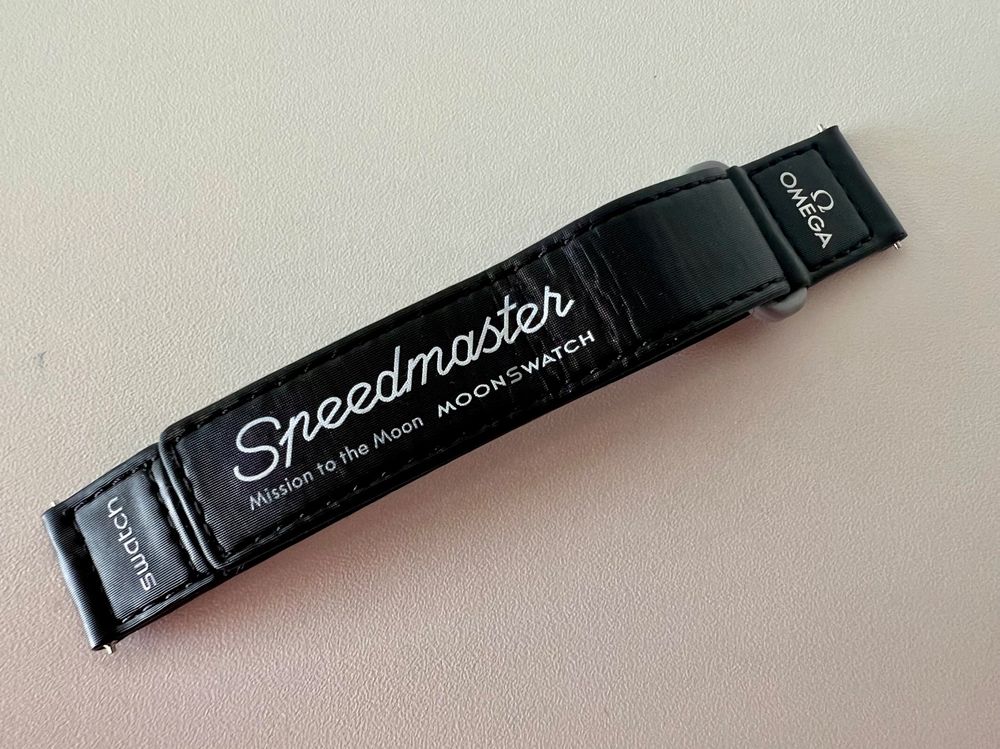 Speedmaster
Mission to the Moon MOONSWATCH
swatch
Ω
OMEGA